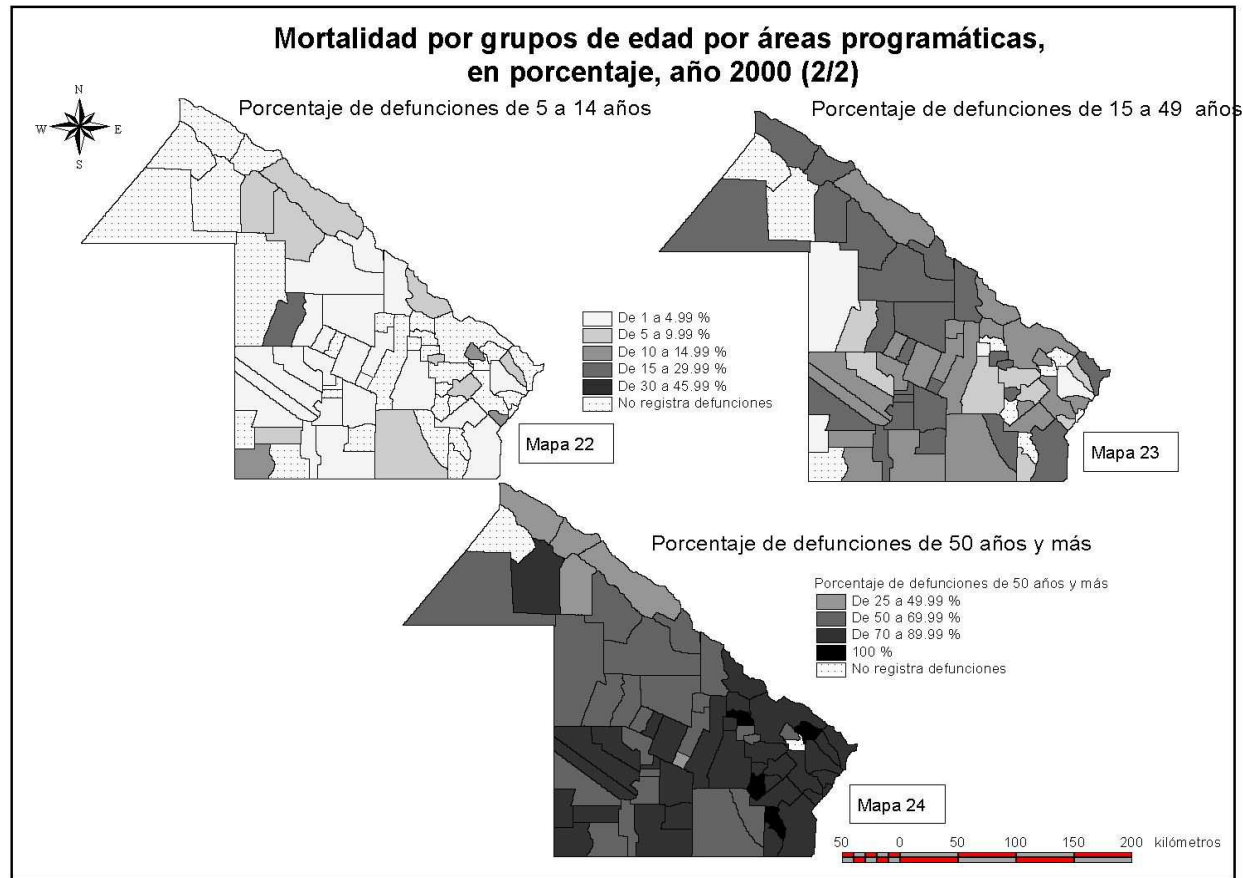 Mortalidad por grupos de edad por áreas programáticas,
en porcentaje, año 2000 (2/2)
N
W
E
S
Porcentaje de defunciones de 5 a 14 años
Porcentaje de defunciones de 15 a 49 años
De 1 a 4.99 %
De 5 a 9.99 %
De 10 a 14.99 %
De 15 a 29.99 %
De 30 a 45.99 %
No registra defunciones
Mapa 22
Mapa 23
Porcentaje de defunciones de 50 años y más
Porcentaje de defunciones de 50 años y más
De 25 a 49.99 %
De 50 a 69.99 %
De 70 a 89.99 %
100 %
No registra defunciones
Mapa 24
50 0 50 100 150 200 kilómetros